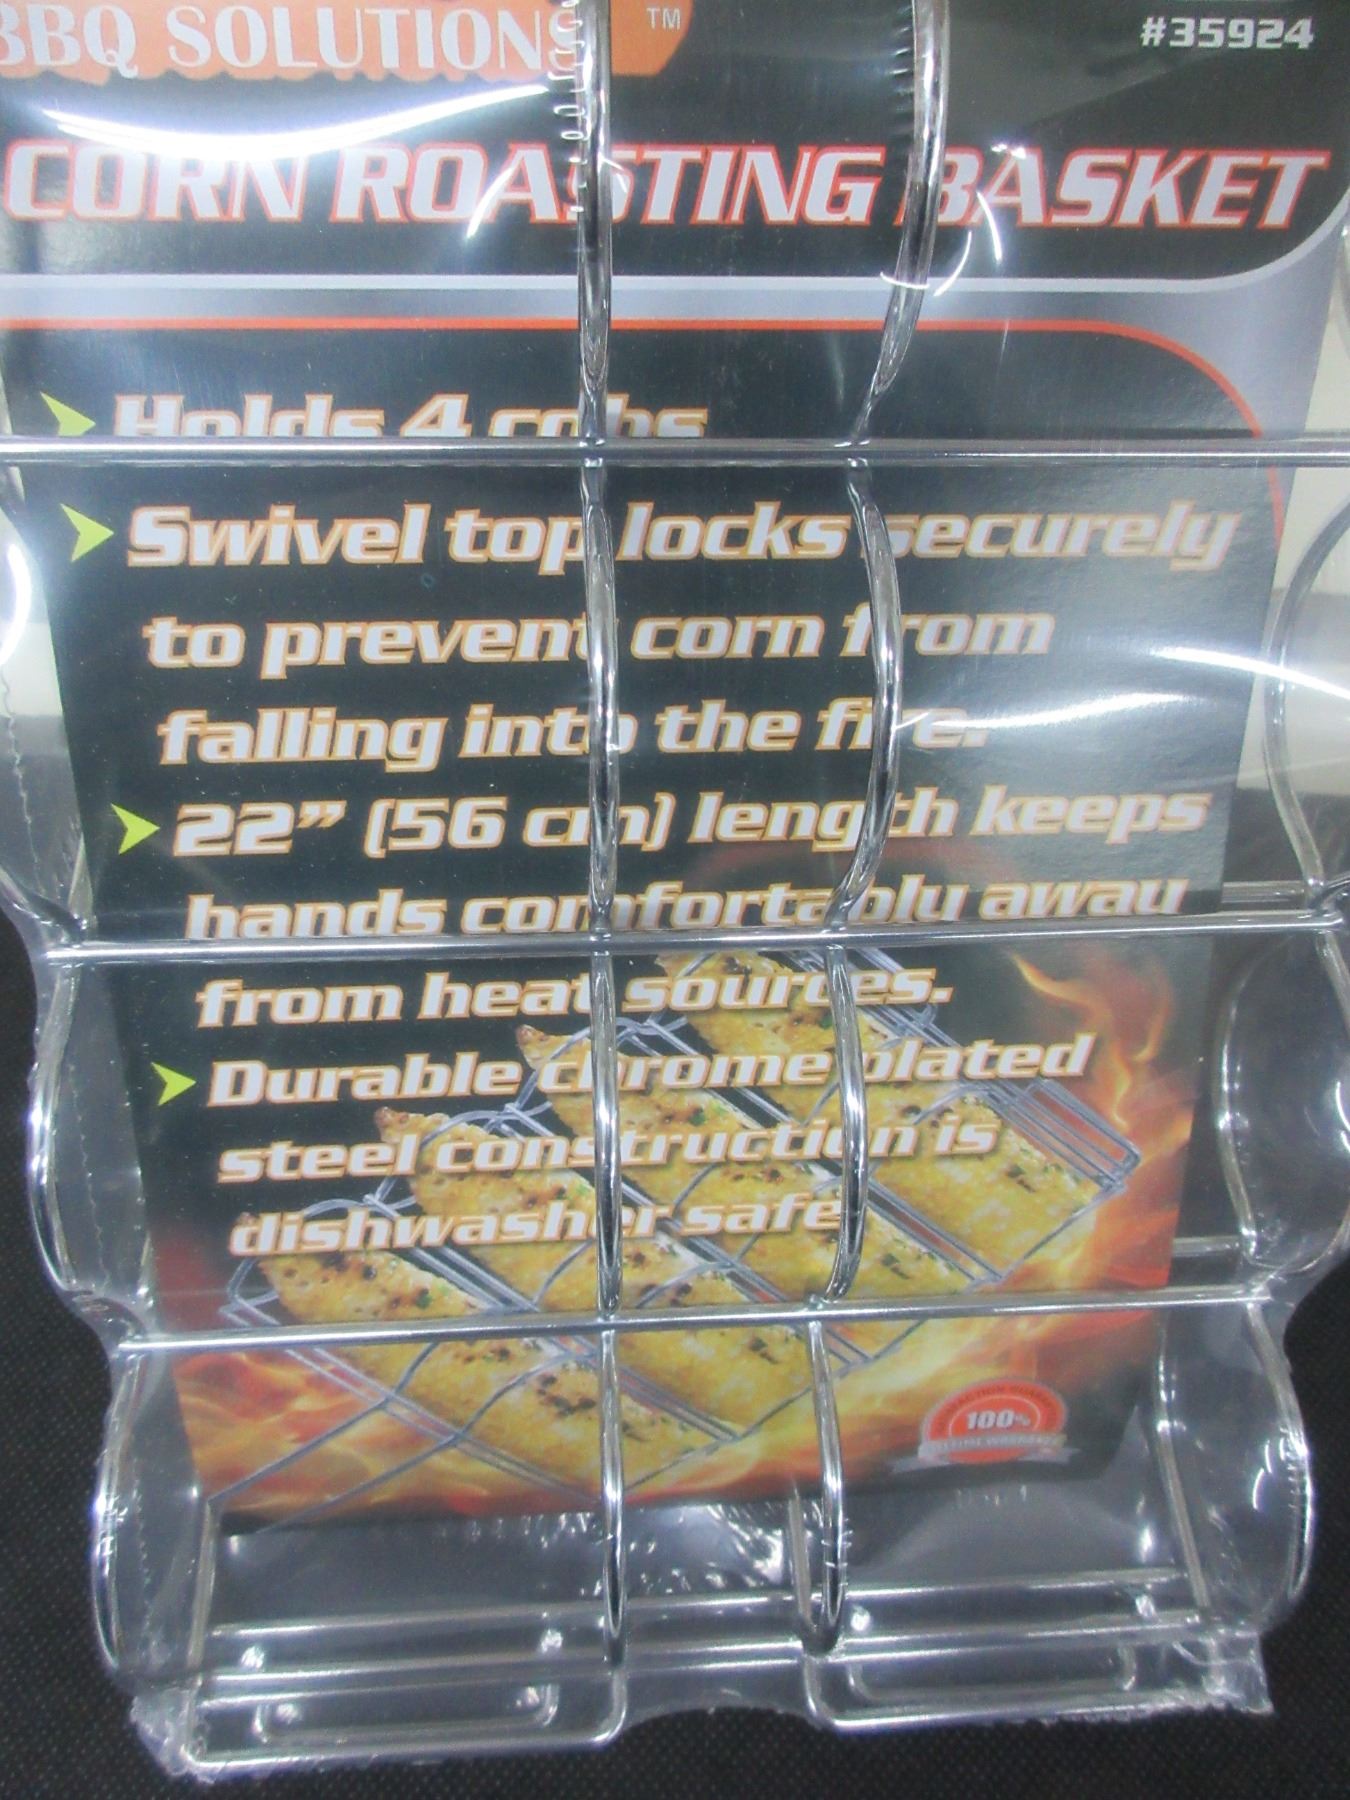 BBQ SOLUTIONS ™
#35924
CORN ROASTING BASKET
Holds 4 cobs
Swivel top locks securely
to prevent corn from
falling into the fire.
22” (56 cm) length keeps
hands comfortably away
from heat sources.
Durable chrome plated
steel construction is
dishwasher safe
100%